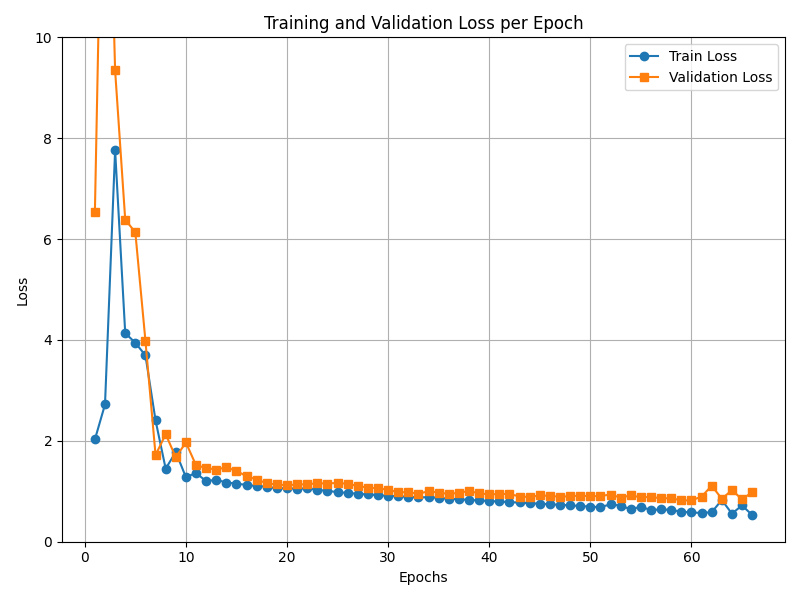 Training and Validation Loss per Epoch
Train Loss
Validation Loss
10
8
6
4
2
0
Loss
0 10 20 30 40 50 60
Epochs